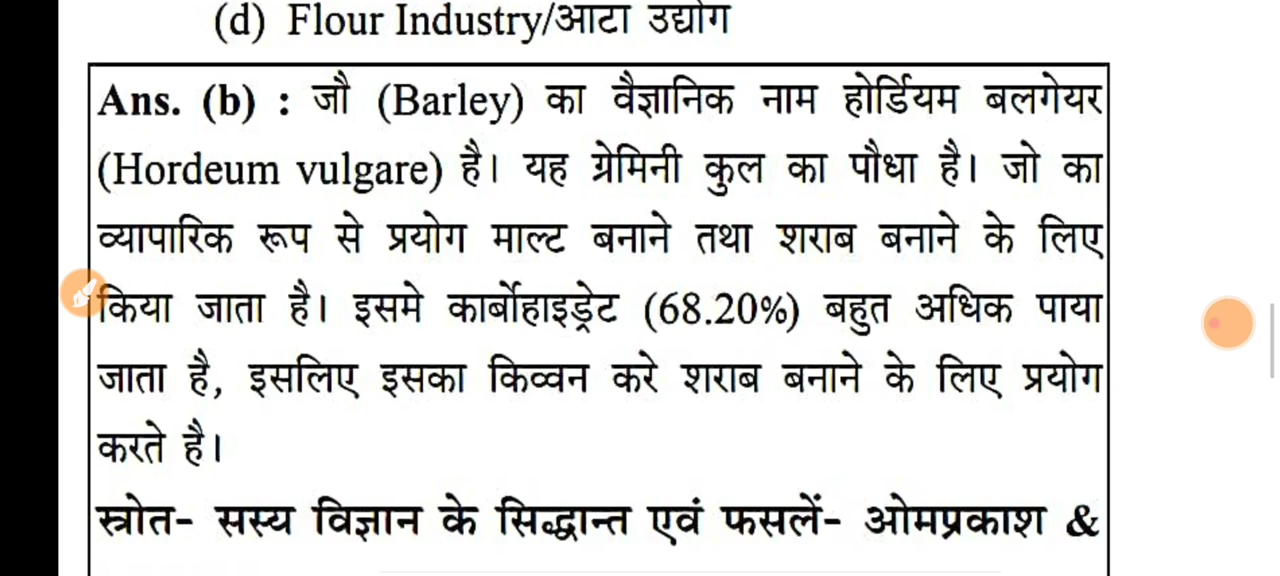 (d) Flour Industry/आटा उद्योग
Ans. (b) : जौ (Barley) का वैज्ञानिक नाम होर्डियम बलगेयर
(Hordeum vulgare) है। यह ग्रेमिनी कुल का पौधा है। जो का
व्यापारिक रूप से प्रयोग माल्ट बनाने तथा शराब बनाने के लिए
किया जाता है। इसमे कार्बोहाइड्रेट (68.20%) बहुत अधिक पाया
जाता है, इसलिए इसका किव्वन करे शराब बनाने के लिए प्रयोग
करते है।
स्त्रोत- सस्य विज्ञान के सिद्धान्त एवं फसलें- ओमप्रकाश &